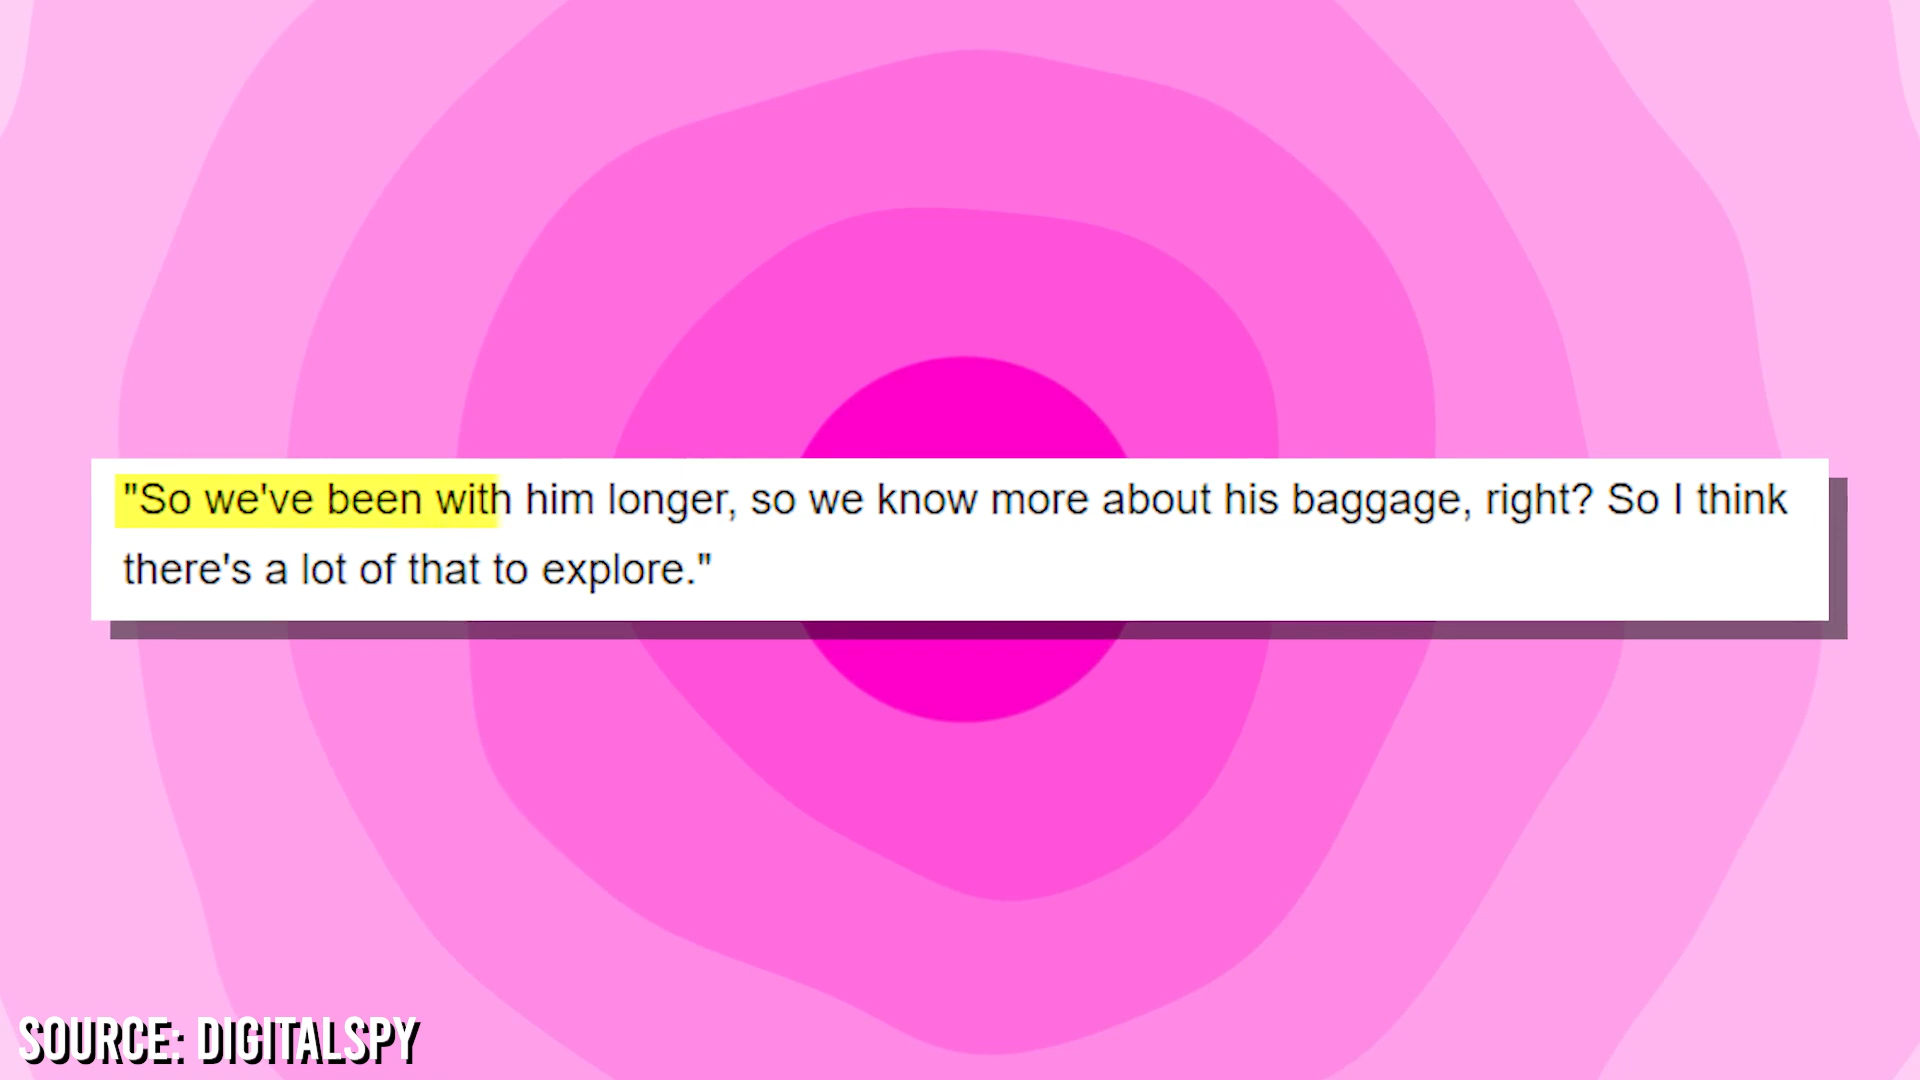 "So we've been with him longer, so we know more about his baggage, right? So I think
there's a lot of that to explore."
SOURCE: DIGITALSPY